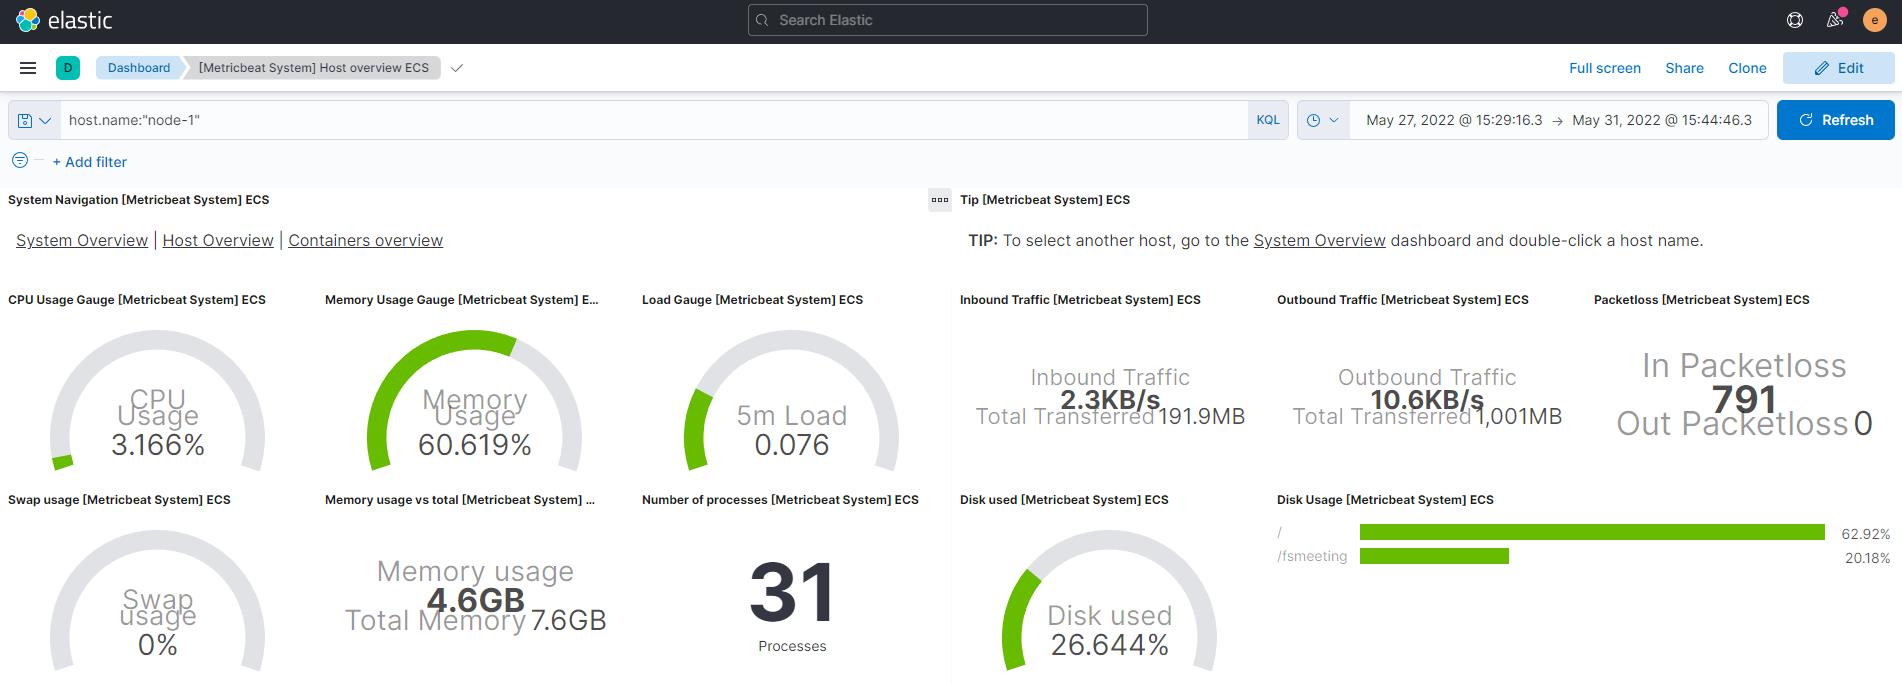 elastic
Search Elastic
e
D
Dashboard
[Metricbeat System] Host overview ECS
Full screen
Share
Clone
Edit
host.name:"node-1"
KQL
May 27, 2022 @ 15:29:16.3 → May 31, 2022 @ 15:44:46.3
Refresh
+ Add filter
System Navigation [Metricbeat System] ECS
System Overview | Host Overview | Containers overview
Tip [Metricbeat System] ECS
TIP: To select another host, go to the System Overview dashboard and double-click a host name.
CPU Usage Gauge [Metricbeat System] ECS
CPU
Usage
3.166%
Memory Usage Gauge [Metricbeat System] E...
Memory
Usage
60.619%
Load Gauge [Metricbeat System] ECS
5m Load
0.076
Inbound Traffic [Metricbeat System] ECS
Inbound Traffic
2.3KB/s
Total Transferred 191.9MB
Outbound Traffic [Metricbeat System] ECS
Outbound Traffic
10.6KB/s
Total Transferred 1,001MB
Packetloss [Metricbeat System] ECS
In Packetloss
791
Out Packetloss 0
Swap usage [Metricbeat System] ECS
Swap
usage
0%
Memory usage vs total [Metricbeat System] ...
Memory usage
4.6GB
Total Memory 7.6GB
Number of processes [Metricbeat System] ECS
31
Processes
Disk used [Metricbeat System] ECS
Disk used
26.644%
Disk Usage [Metricbeat System] ECS
/ 62.92%
/fsmeeting 20.18%